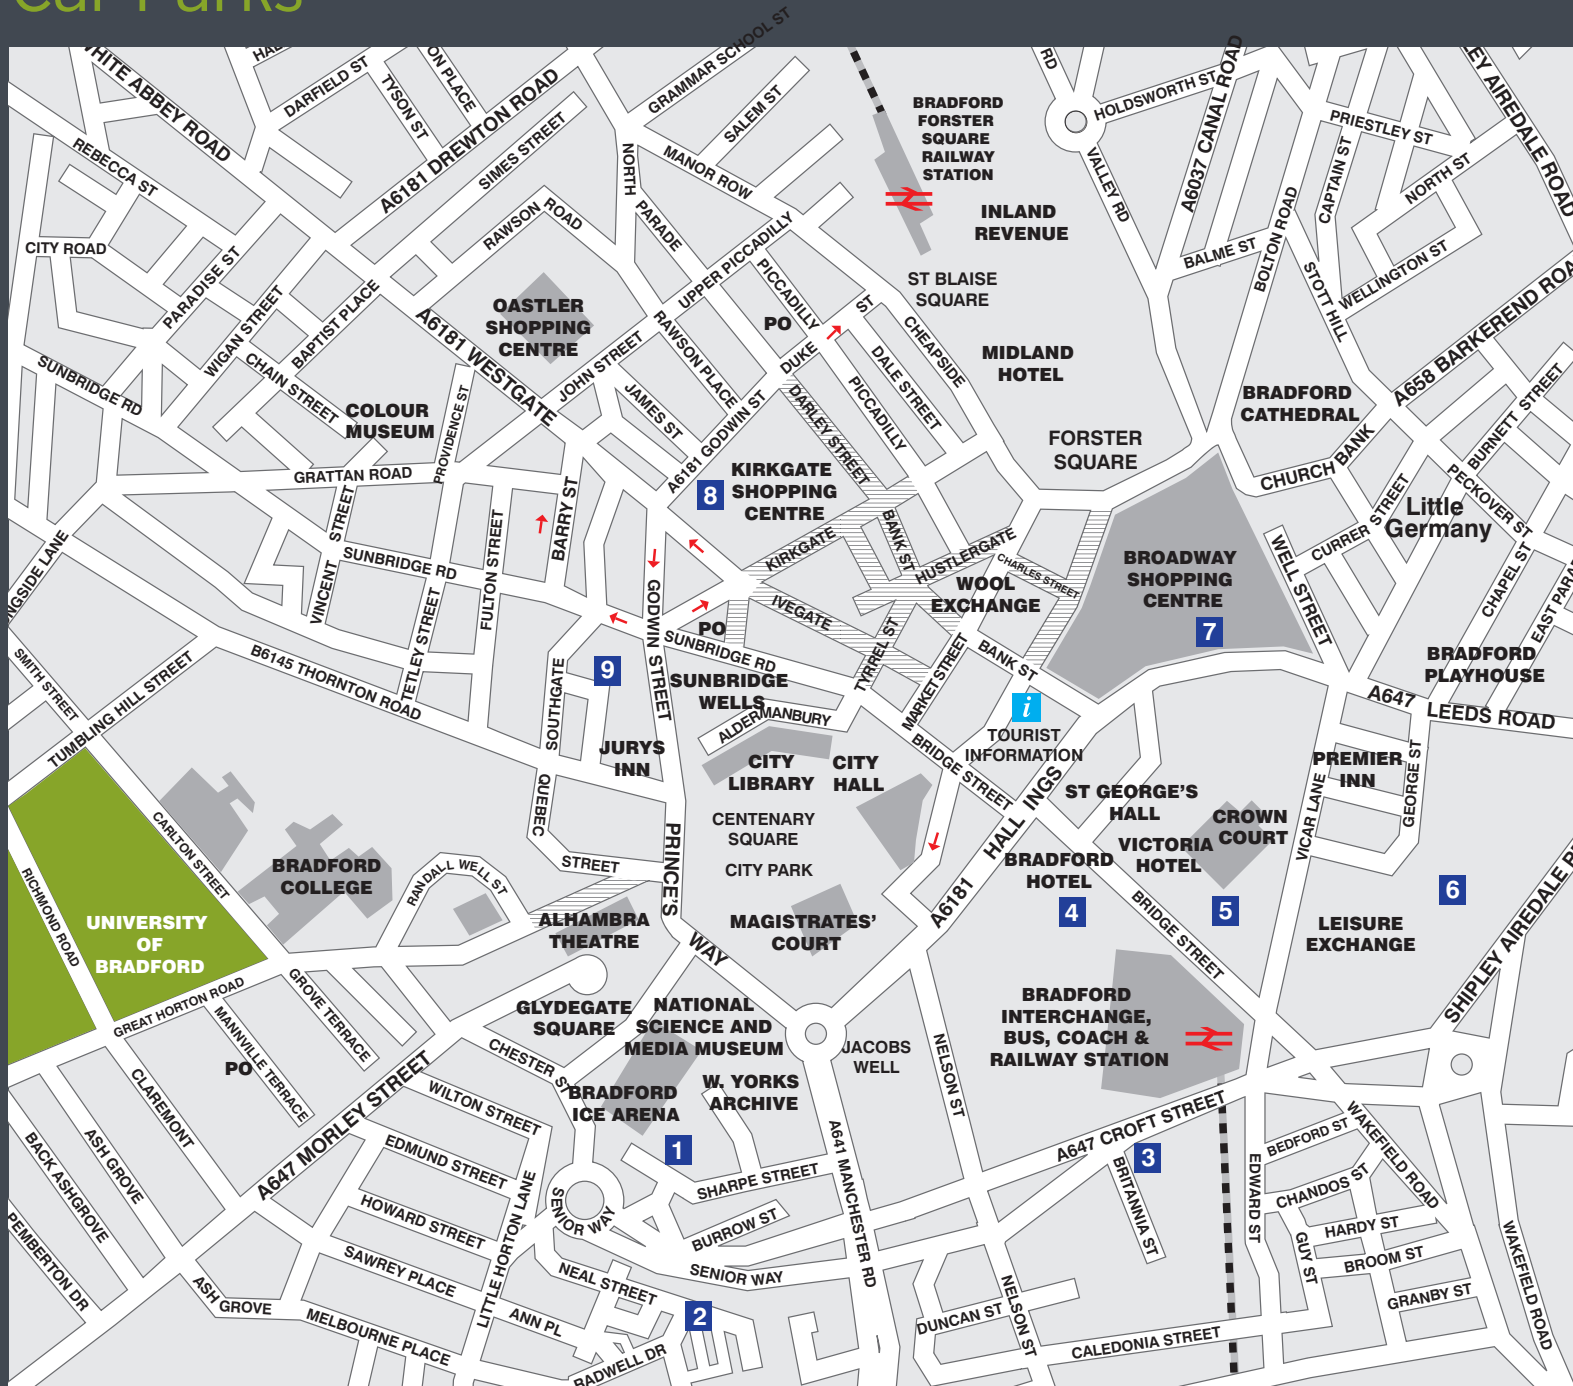 Car Parks
WHITE ABBEY ROAD
DARFIELD ST
TYSON ST
ON PLACE
GRAMMAR SCHOOL ST
SALEM ST
A6181 DREWTON ROAD
SIMES STREET
REBECCA ST
NORTH
PARADE
MANOR ROW
BRADFORD
FORSTER
SQUARE
RAILWAY
STATION
INLAND
REVENUE
RD
HOLDSWORTH ST
A6037 CANAL ROAD
VALLEY RD
PRIESTLEY ST
CAPTAIN ST
NORTH ST
LEY AIREDALE ROAD
BALME ST
BOLTON ROAD
STOTT HILL
WELLINGTON ST
A658 BARKEREND ROA
CITY ROAD
PARADISE ST
WIGAN STREET
BAPTIST PLACE
CHAIN STREET
RAWSON ROAD
OASTLER
SHOPPING
CENTRE
A6181 WESTGATE
UPPER PICCADILLY
JOHN STREET
RAWSON PLACE
JAMES ST
PICCADILLY
PO
DUKE ST
ST BLAISE
SQUARE
CHEAPSIDE
DALE STREET
PICCADILLY
DARLEY STREET
MIDLAND
HOTEL
A6181 GODWIN ST
BRADFORD
CATHEDRAL
SUNBRIDGE RD
COLOUR
MUSEUM
PROVIDENCE ST
GRATTAN ROAD
FORSTER
SQUARE
CHURCH BANK
BURNETT STREET
PECKOVER ST
Little
Germany
CURRER STREET
CHAPEL ST
EAST PARA
WELL STREET
8
KIRKGATE
SHOPPING
CENTRE
BANK ST
KIRKGATE
HUSTLERGATE
CHARLES STREET
WOOL
EXCHANGE
BROADWAY
SHOPPING
CENTRE
7
BARRY ST
FULTON STREET
VINCENT STREET
SUNBRIDGE RD
TETLEY STREET
NGSIDE LANE
SMITH STREET
TUMBLING HILL STREET
B6145 THORNTON ROAD
GODWIN STREET
IVEGATE
PO
SUNBRIDGE RD
SUNBRIDGE
WELLS
TYRREL ST
MARKET STREET
BANK ST
i
TOURIST
INFORMATION
BRADFORD
PLAYHOUSE
A647 LEEDS ROAD
9
SOUTHGATE
JURYS
INN
ALDERMANBURY
CITY
LIBRARY
CITY
HALL
BRIDGE STREET
PREMIER
INN
GEORGE ST
VICAR LANE
ST GEORGE'S
HALL
CROWN
COURT
VICTORIA
HOTEL
BRADFORD
HOTEL
4
5
6
A6181 HALL INGS
CENTENARY
SQUARE
CITY PARK
QUEBEC
STREET
PRINCE'S
WAY
CARLTON STREET
BRADFORD
COLLEGE
RANDALL WELL ST
RICHMOND ROAD
UNIVERSITY
OF
BRADFORD
ALHAMBRA
THEATRE
MAGISTRATES'
COURT
BRIDGE STREET
LEISURE
EXCHANGE
SHIPLEY AIREDALE R
GREAT HORTON ROAD
GROVE TERRACE
MANNVILLE TERRACE
PO
CLAREMONT
GLYDEGATE
SQUARE
NATIONAL
SCIENCE AND
MEDIA MUSEUM
JACOBS
WELL
NELSON ST
BRADFORD
INTERCHANGE,
BUS, COACH &
RAILWAY STATION
CHESTER ST
BRADFORD
ICE ARENA
W. YORKS
ARCHIVE
1
A647 MORLEY STREET
WILTON STREET
EDMUND STREET
HOWARD STREET
SAWREY PLACE
ASH GROVE
BACK ASHGROVE
PEMBERTON DR
ASH GROVE
MELBOURNE PLACE
LITTLE HORTON LANE
ANN PL
SENIOR WAY
NEAL STREET
SHARPE STREET
BURROW ST
SENIOR WAY
2
RADWELL DR
A641 MANCHESTER RD
A647 CROFT STREET
3
BRITANNIA ST
NELSON ST
DUNCAN ST
CALEDONIA STREET
EDWARD ST
BEDFORD ST
CHANDOS ST
WAKEFIELD ROAD
HARDY ST
BROOM ST
GUY ST
GRANBY ST
WAKEFIELD ROAD